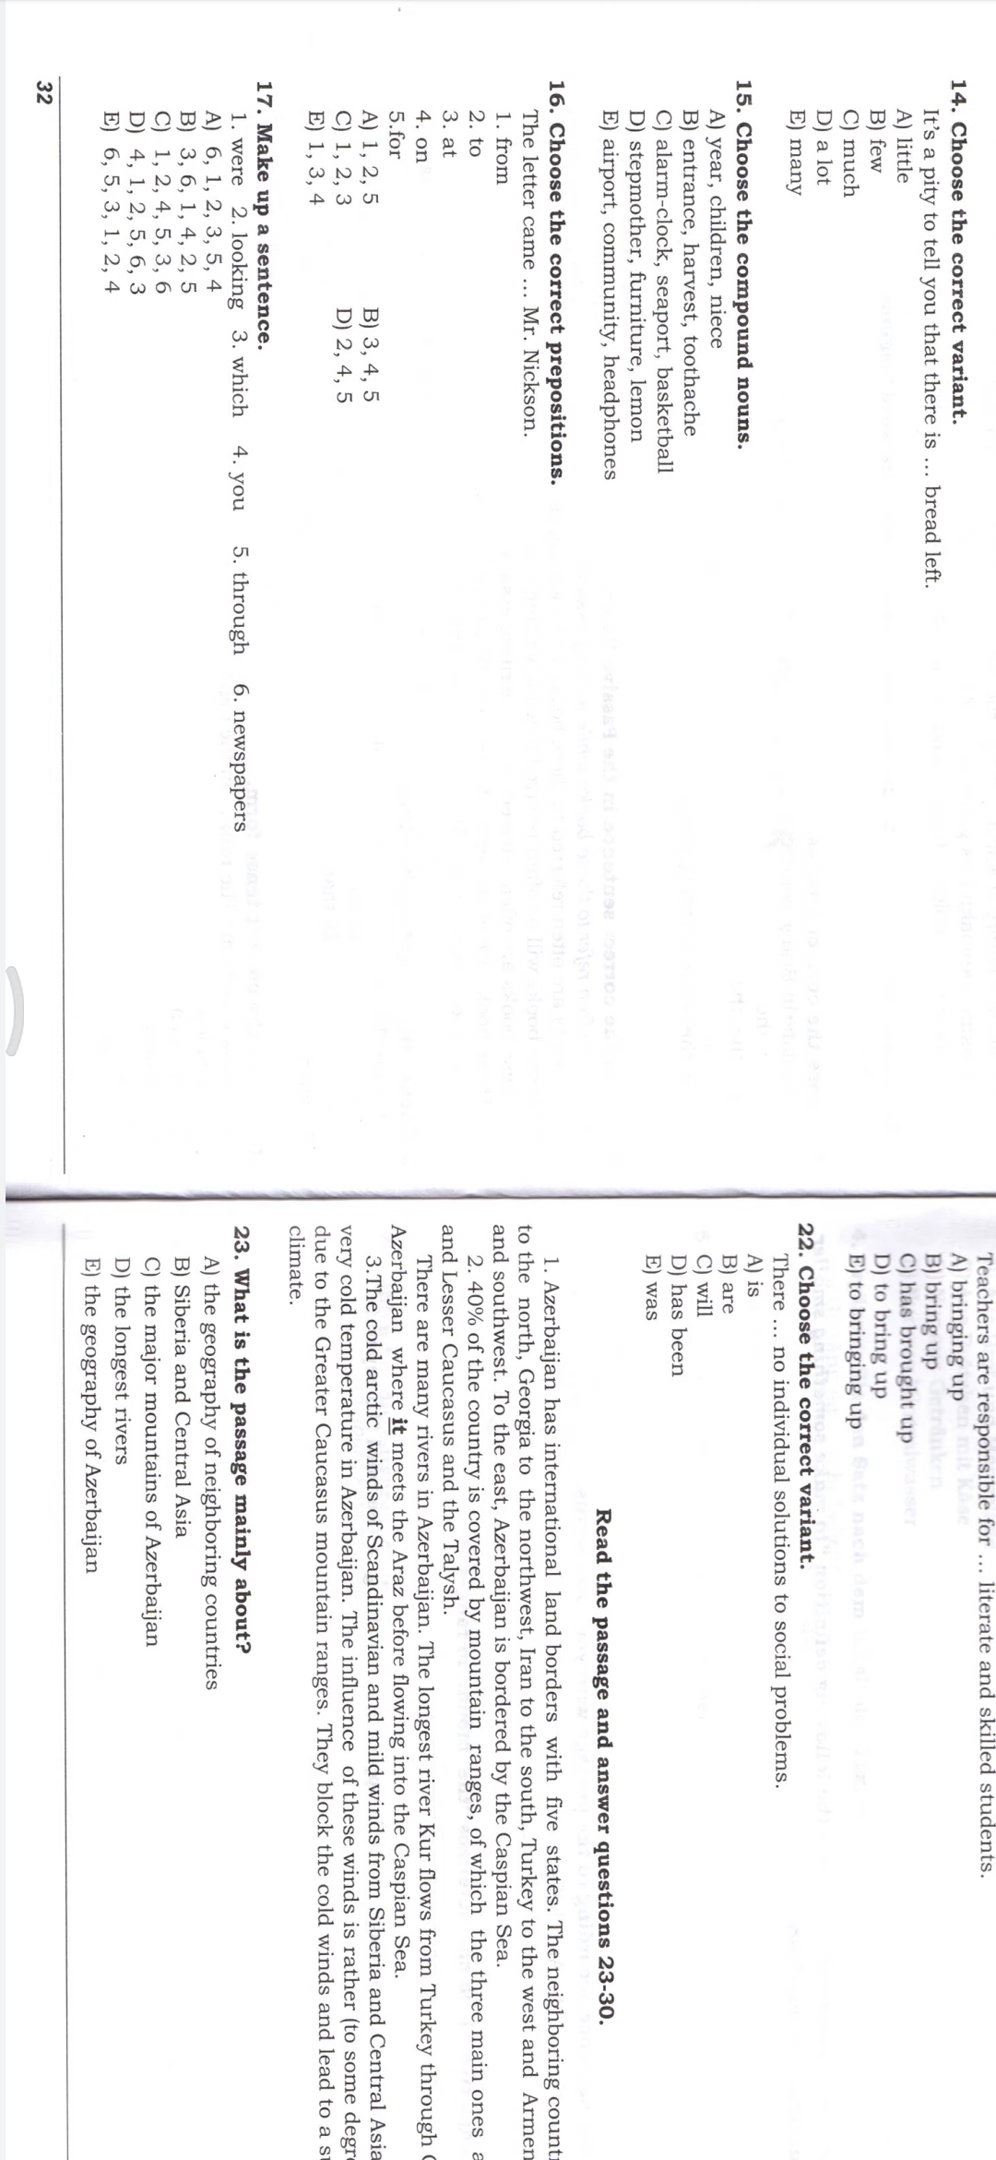 14. Choose the correct variant.
It's a pity to tell you that there is ... bread left.
A) little
B) few
C) much
D) a lot
E) many
15. Choose the compound nouns.
A) year, children, niece
B) entrance, harvest, toothache
C) alarm-clock, seaport, basketball
D) stepmother, furniture, lemon
E) airport, community, headphones
16. Choose the correct prepositions.
The letter came ... Mr. Nickson.
1. from
2. to
3. at
4. on
5.for
A) 1, 2, 5 B) 3, 4, 5
C) 1, 2, 3 D) 2, 4, 5
E) 1, 3, 4
17. Make up a sentence.
1. were 2. looking 3. which 4. you 5. through 6. newspapers
A) 6, 1, 2, 3, 5, 4
B) 3, 6, 1, 4, 2, 5
C) 1, 2, 4, 5, 3, 6
D) 4, 1, 2, 5, 6, 3
E) 6, 5, 3, 1, 2, 4
32
Teachers are responsible for ... literate and skilled students.
A) bringing up
B) bring up
C) has brought up
D) to bring up
E) to bringing up
22. Choose the correct variant.
There ... no individual solutions to social problems.
A) is
B) are
C) will
D) has been
E) was
Read the passage and answer questions 23-30.
1. Azerbaijan has international land borders with five states. The neighboring
to the north, Georgia to the northwest, Iran to the south, Turkey to the west and
and southwest. To the east, Azerbaijan is bordered by the Caspian Sea.
2. 40% of the country is covered by mountain ranges, of which the three main ones
and Lesser Caucasus and the Talysh.
There are many rivers in Azerbaijan. The longest river Kur flows from Turkey through
Azerbaijan where it meets the Araz before flowing into the Caspian Sea.
3.The cold arctic winds of Scandinavian and mild winds from Siberia and Central Asia
very cold temperature in Azerbaijan. The influence of these winds is rather (to some
due to the Greater Caucasus mountain ranges. They block the cold winds and lead to a
climate.
23. What is the passage mainly about?
A) the geography of neighboring countries
B) Siberia and Central Asia
C) the major mountains of Azerbaijan
D) the longest rivers
E) the geography of Azerbaijan